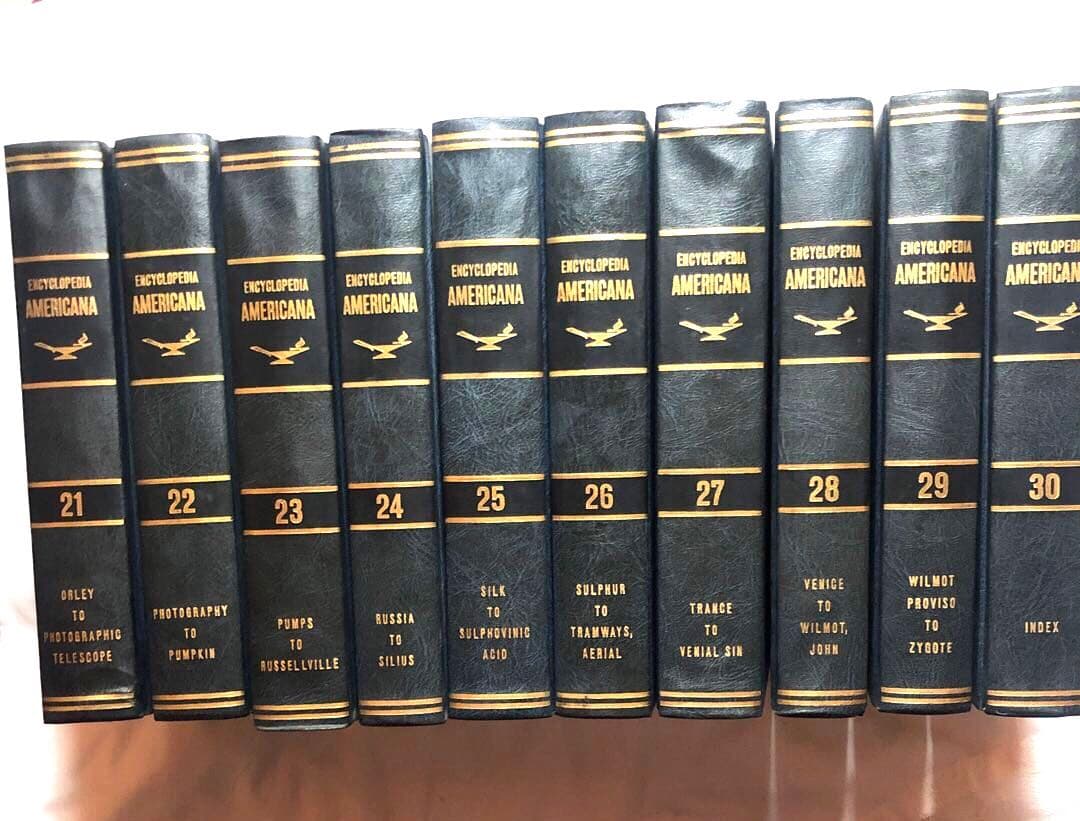 ENCYCLOPEDIA
AMERICANA
21
ORLEY
TO
PHOTOGRAPHIC
TELESCOPE
ENCYCLOPEDIA
AMERICANA
22
PHOTOGRAPHY
TO
PUMPKIN
ENCYCLOPEDIA
AMERICANA
23
PUMPS
TO
RUSSELLVILLE
ENCYCLOPEDIA
AMERICANA
24
RUSSIA
TO
SILIUS
ENCYCLOPEDIA
AMERICANA
25
SILK
TO
SULPHOVINIC
ACID
ENCYCLOPEDIA
AMERICANA
26
SULPHUR
TO
TRAMWAYS,
AERIAL
ENCYCLOPEDIA
AMERICANA
27
TRANCE
TO
VENIAL SIN
ENCYCLOPEDIA
AMERICANA
28
VENICE
TO
WILMOT,
JOHN
ENCYCLOPEDIA
AMERICANA
29
WILMOT
PROVISO
TO
ZYGOTE
ENCYCLOPEDIA
AMERICANA
30
INDEX